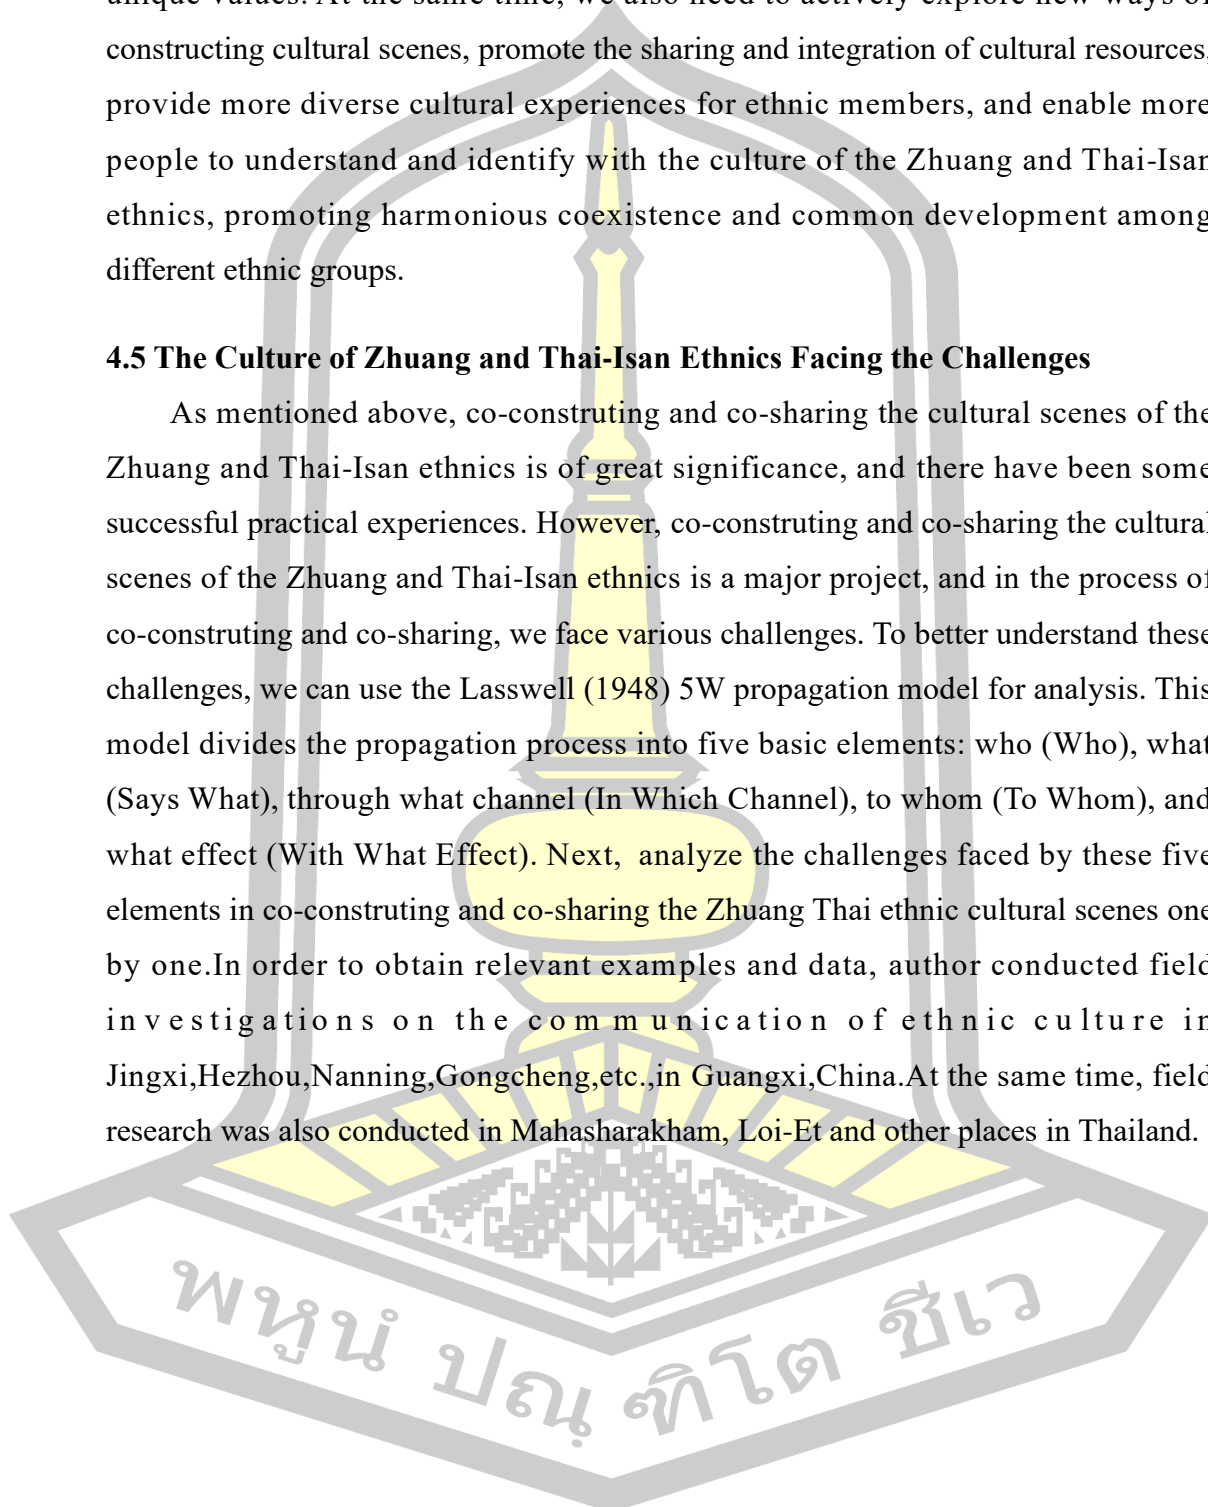 unique values. At the same time, we also need to actively explore new ways of
constructing cultural scenes, promote the sharing and integration of cultural resources,
provide more diverse cultural experiences for ethnic members, and enable more
people to understand and identify with the culture of the Zhuang and Thai-Isan
ethnics, promoting harmonious coexistence and common development among
different ethnic groups.
4.5 The Culture of Zhuang and Thai-Isan Ethnics Facing the Challenges
As mentioned above, co-construting and co-sharing the cultural scenes of the
Zhuang and Thai-Isan ethnics is of great significance, and there have been some
successful practical experiences. However, co-construting and co-sharing the cultural
scenes of the Zhuang and Thai-Isan ethnics is a major project, and in the process of
co-construting and co-sharing, we face various challenges. To better understand these
challenges, we can use the Lasswell (1948) 5W propagation model for analysis. This
model divides the propagation process into five basic elements: who (Who), what
(Says What), through what channel (In Which Channel), to whom (To Whom), and
what effect (With What Effect). Next, analyze the challenges faced by these five
elements in co-construting and co-sharing the Zhuang Thai ethnic cultural scenes one
by one.In order to obtain relevant examples and data, author conducted field
investigations on the communication of ethnic culture in
Jingxi,Hezhou,Nanning,Gongcheng,etc.,in Guangxi,China.At the same time, field
research was also conducted in Mahasharakham, Loi-Et and other places in Thailand.
พหูนํ ปณฺฑิโต ชีเว